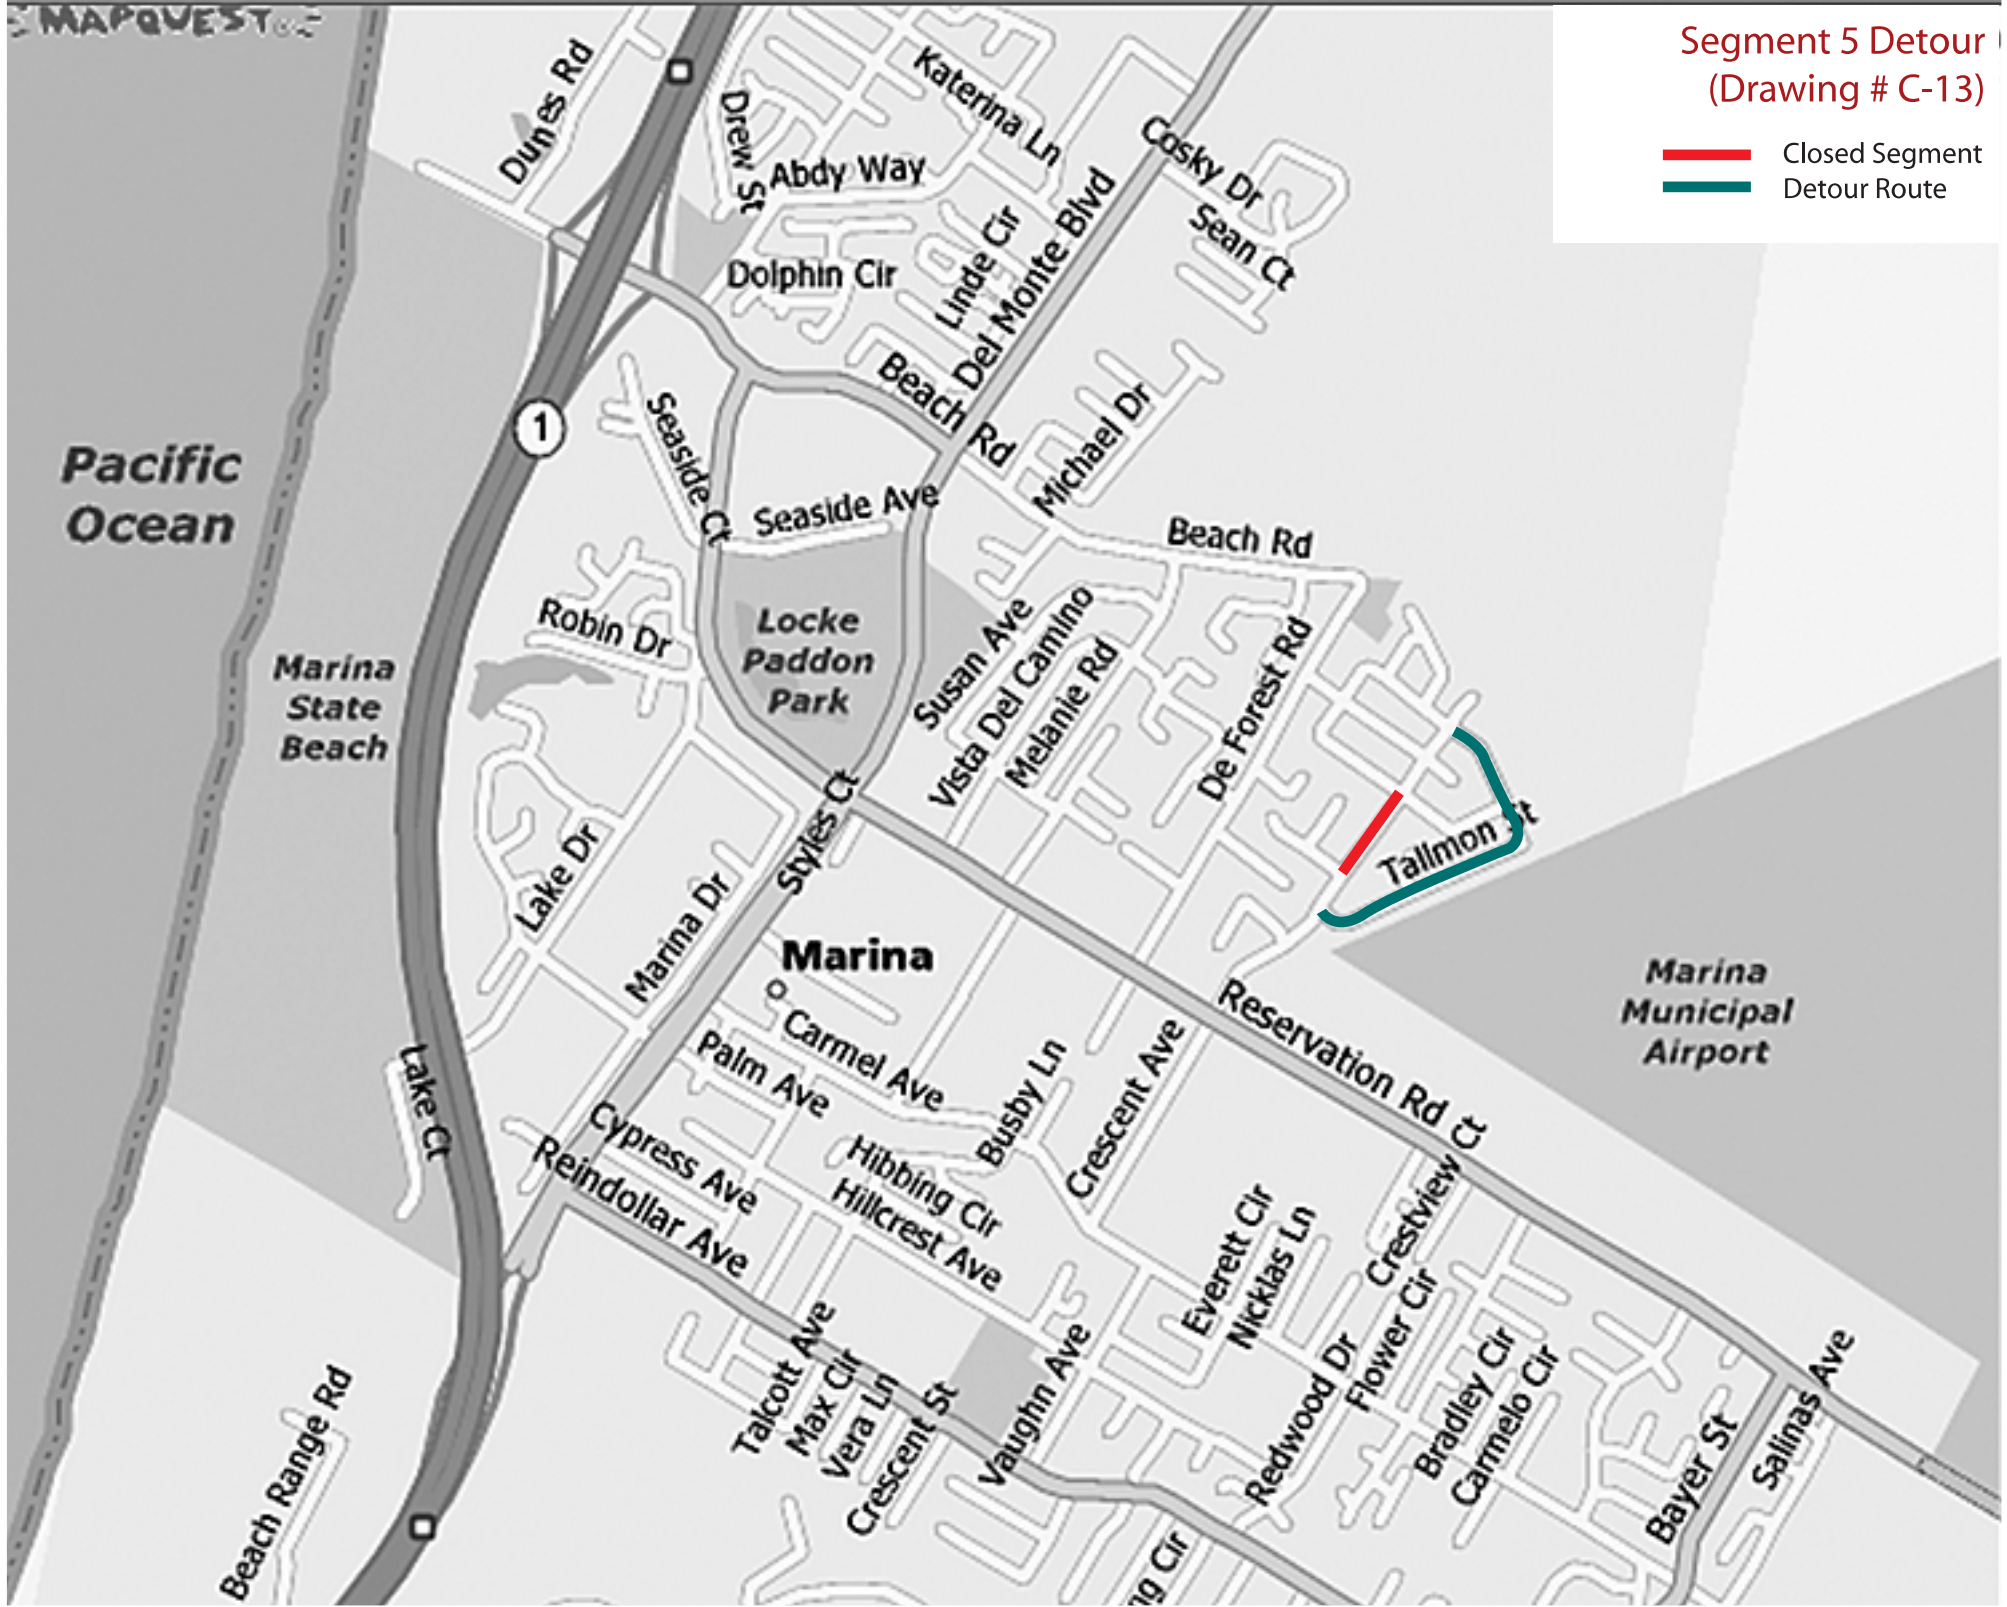 MAPQUEST
Segment 5 Detour
(Drawing # C-13)
Closed Segment
Detour Route
Dunes Rd
Drew St
Katerina Ln
Cosky Dr
Abdy Way
Sean Ct
Linde Cir
Dolphin Cir
Del Monte Blvd
Beach Rd
Michael Dr
1
Seaside Ct
Seaside Ave
Pacific
Ocean
Beach Rd
Robin Dr
Locke
Paddon
Park
Susan Ave
Vista Del Camino
Melanie Rd
De Forest Rd
Marina
State
Beach
Tallmon St
Styles Ct
Lake Dr
Marina Dr
Marina
Marina
Municipal
Airport
Reservation Rd
Ct
Carmel Ave
Palm Ave
Busby Ln
Crescent Ave
Lake Ct
Cypress Ave
Reindollar Ave
Hibbing Cir
Hillcrest Ave
Crestview
Everett Cir
Nicklas Ln
Flower Cir
Talcott Ave
Max Cir
Vera Ln
Crescent St
Vaughn Ave
Redwood Dr
Bradley Cir
Carmelo Cir
Salinas Ave
Bayer St
Beach Range Rd
ng Cir